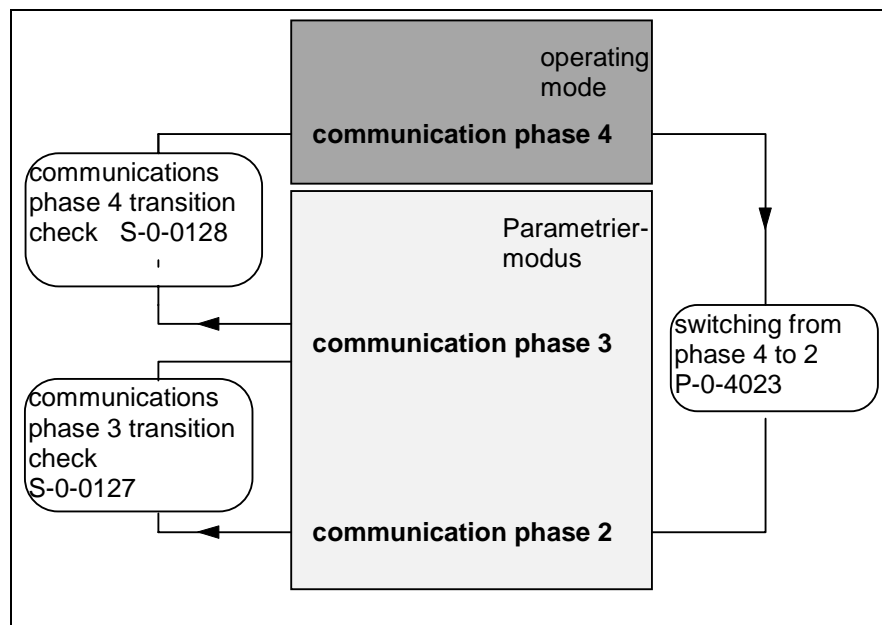 operating
mode
communication phase 4
communications
phase 4 transition
check S-0-0128
Parametrier-
modus
communication phase 3
switching from
phase 4 to 2
P-0-4023
communications
phase 3 transition
check
S-0-0127
communication phase 2